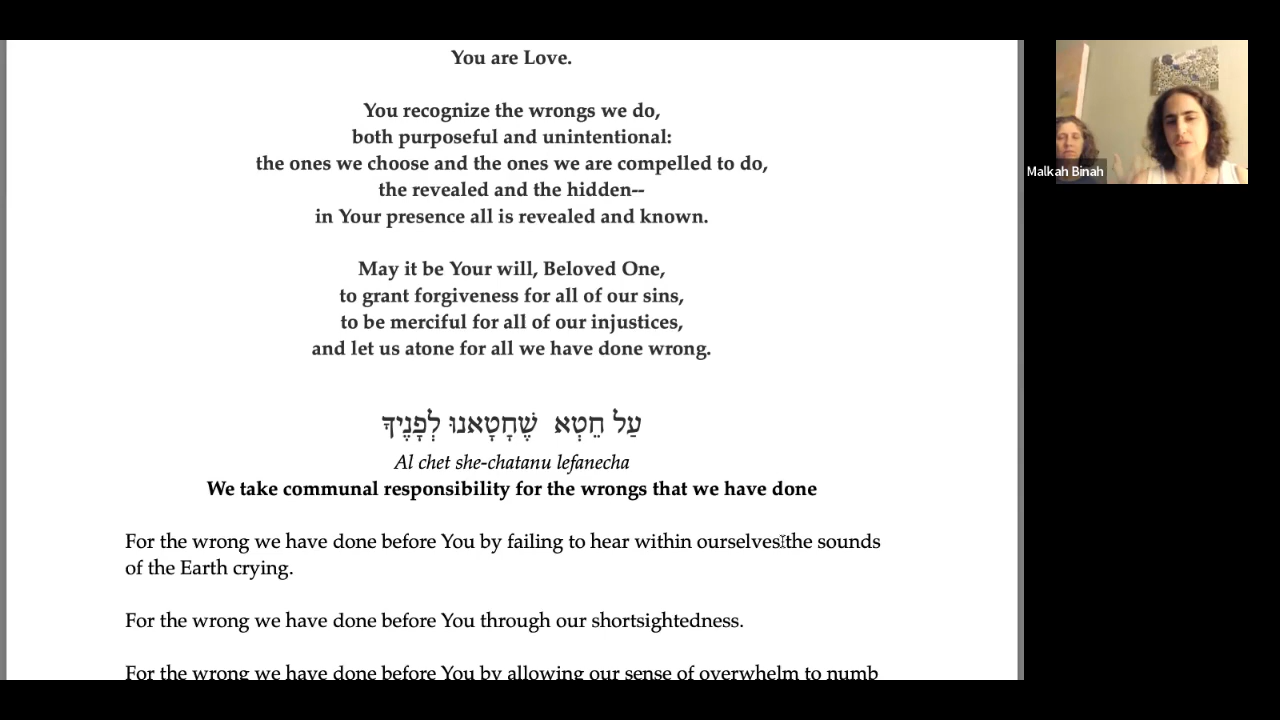 You are Love.
You recognize the wrongs we do,
both purposeful and unintentional:
the ones we choose and the ones we are compelled to do,
the revealed and the hidden--
in Your presence all is revealed and known.
May it be Your will, Beloved One,
to grant forgiveness for all of our sins,
to be merciful for all of our injustices,
and let us atone for all we have done wrong.
עַל חֵטְא שֶׁחָטָאנוּ לְפָנֶיךָ
Al chet she-chatanu lefanecha
We take communal responsibility for the wrongs that we have done
For the wrong we have done before You by failing to hear within ourselves the sounds
of the Earth crying.
For the wrong we have done before You through our shortsightedness.
For the wrong we have done before You by allowing our sense of overwhelm to numb
Malkah Binah